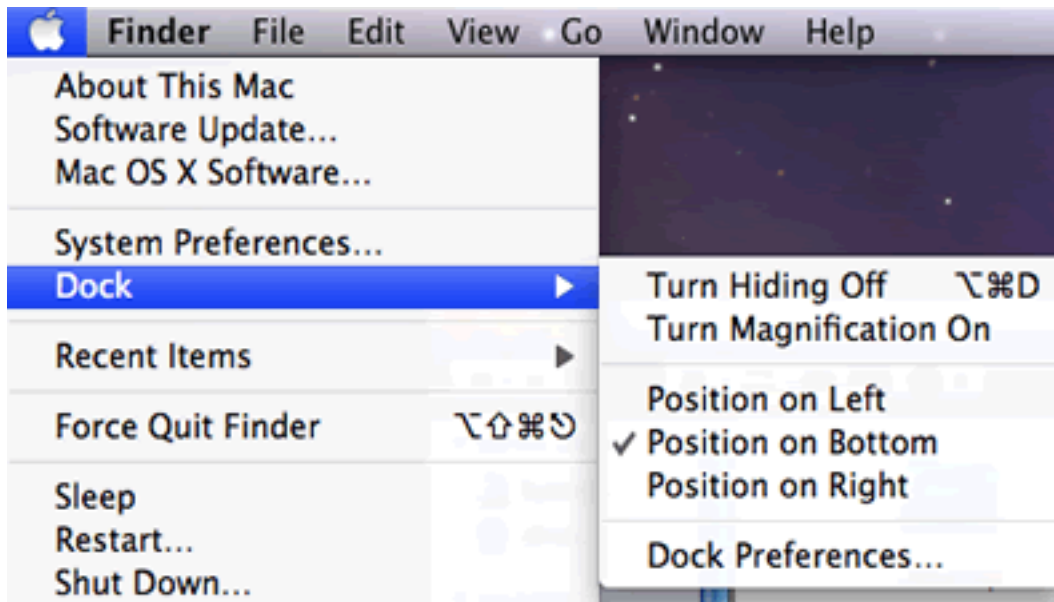 Finder File Edit View Go Window Help
About This Mac
Software Update...
Mac OS X Software...
System Preferences...
Dock
Recent Items
Force Quit Finder ⌥⇧⌘⎋
Sleep
Restart...
Shut Down...
Turn Hiding Off ⌥⌘D
Turn Magnification On
Position on Left
✓ Position on Bottom
Position on Right
Dock Preferences...